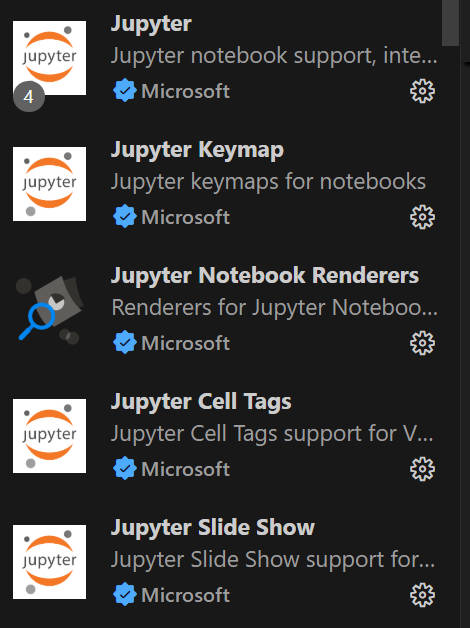 Jupyter
Jupyter notebook support, inte...
jupyter
4
Microsoft
Jupyter Keymap
Jupyter keymaps for notebooks
jupyter
Microsoft
Jupyter Notebook Renderers
Renderers for Jupyter Noteboo...
Microsoft
Jupyter Cell Tags
Jupyter Cell Tags support for V...
jupyter
Microsoft
Jupyter Slide Show
Jupyter Slide Show support for...
jupyter
Microsoft